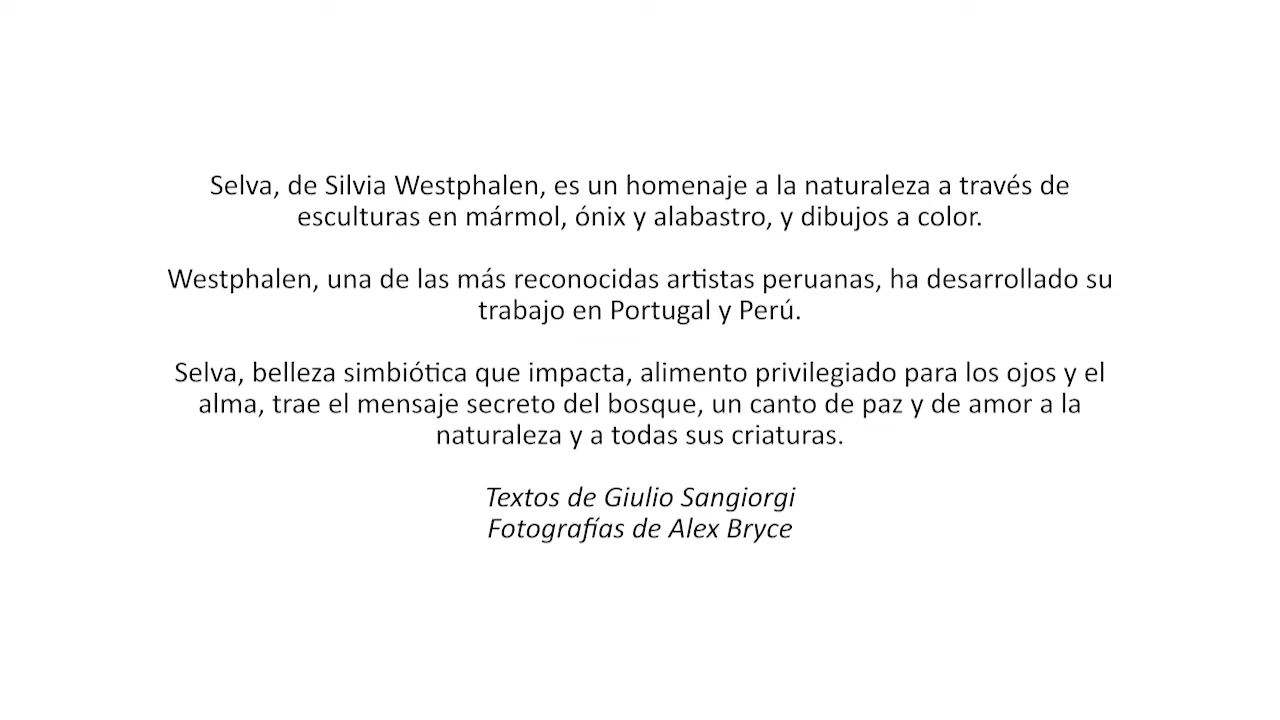 Selva, de Silvia Westphalen, es un homenaje a la naturaleza a través de
esculturas en mármol, ónix y alabastro, y dibujos a color.
Westphalen, una de las más reconocidas artistas peruanas, ha desarrollado su
trabajo en Portugal y Perú.
Selva, belleza simbiótica que impacta, alimento privilegiado para los ojos y el
alma, trae el mensaje secreto del bosque, un canto de paz y de amor a la
naturaleza y a todas sus criaturas.
Textos de Giulio Sangiorgi
Fotografías de Alex Bryce